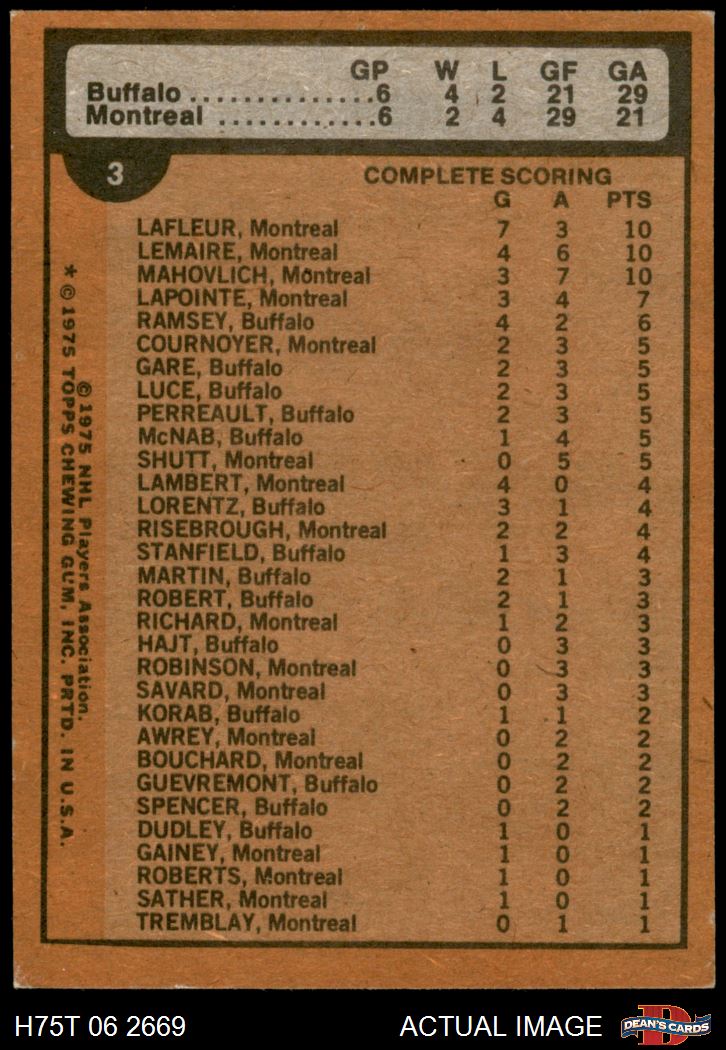 GP W L GF GA
Buffalo ..............6 4 2 21 29
Montreal ............6 2 4 29 21
3
COMPLETE SCORING
G A PTS
LAFLEUR, Montreal 7 3 10
LEMAIRE, Montreal 4 6 10
MAHOVLICH, Montreal 3 7 10
LAPOINTE, Montreal 3 4 7
RAMSEY, Buffalo 4 2 6
COURNOYER, Montreal 2 3 5
GARE, Buffalo 2 3 5
LUCE, Buffalo 2 3 5
PERREAULT, Buffalo 2 3 5
McNAB, Buffalo 1 4 5
SHUTT, Montreal 0 5 5
LAMBERT, Montreal 4 0 4
LORENTZ, Buffalo 3 1 4
RISEBROUGH, Montreal 2 2 4
STANFIELD, Buffalo 1 3 4
MARTIN, Buffalo 2 1 3
ROBERT, Buffalo 2 1 3
RICHARD, Montreal 1 2 3
HAJT, Buffalo 0 3 3
ROBINSON, Montreal 0 3 3
SAVARD, Montreal 0 3 3
KORAB, Buffalo 1 1 2
AWREY, Montreal 0 2 2
BOUCHARD, Montreal 0 2 2
GUEVREMONT, Buffalo 0 2 2
SPENCER, Buffalo 0 2 2
DUDLEY, Buffalo 1 0 1
GAINEY, Montreal 1 0 1
ROBERTS, Montreal 1 0 1
SATHER, Montreal 1 0 1
TREMBLAY, Montreal 0 1 1
©1975 NHL Players Association.
* ©1975 TOPPS CHEWING GUM, INC. PRTD. IN U.S.A.
H75T 06 2669 ACTUAL IMAGE
D
DEAN'S CARDS